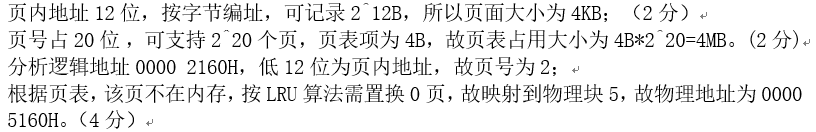 页内地址 12 位，按字节编址，可记录 2^12B，所以页面大小为 4KB；（2 分）
页号占 20 位 ，可支持 2^20 个页，页表项为 4B，故页表占用大小为 4B*2^20=4MB。(2 分)
分析逻辑地址 0000 2160H，低 12 位为页内地址，故页号为 2；
根据页表，该页不在内存，按 LRU 算法需置换 0 页，故映射到物理块 5，故物理地址为 0000
5160H。（4 分）